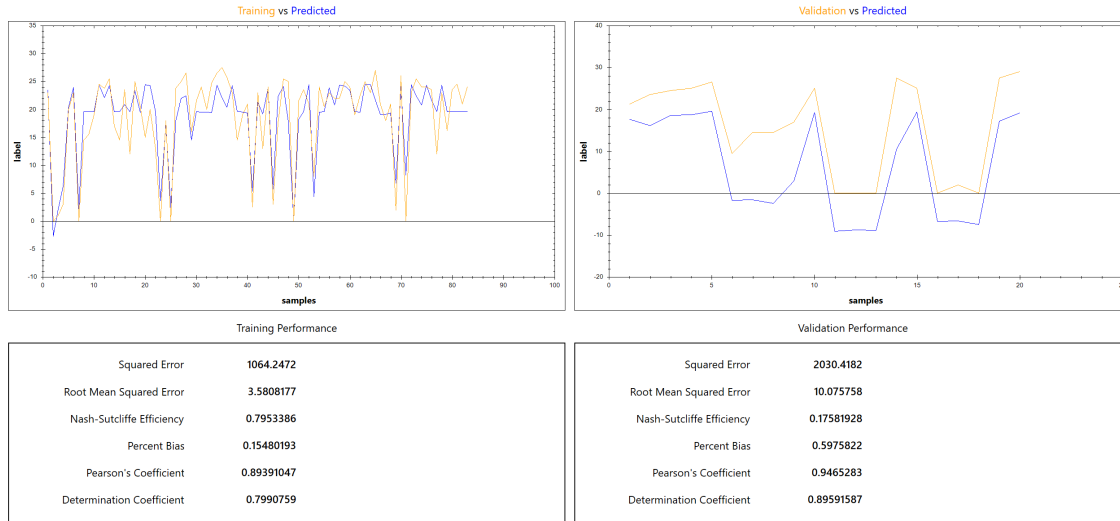 Training vs Predicted
35
30
25
20
15
10
5
0
-5
-10
label
0 10 20 30 40 50 60 70 80 90 100
samples
Validation vs Predicted
40
30
20
10
0
-10
-20
label
0 5 10 15 20
samples
Training Performance
Squared Error 1064.2472
Root Mean Squared Error 3.5808177
Nash-Sutcliffe Efficiency 0.7953386
Percent Bias 0.15480193
Pearson's Coefficient 0.89391047
Determination Coefficient 0.7990759
Validation Performance
Squared Error 2030.4182
Root Mean Squared Error 10.075758
Nash-Sutcliffe Efficiency 0.17581928
Percent Bias 0.5975822
Pearson's Coefficient 0.9465283
Determination Coefficient 0.89591587